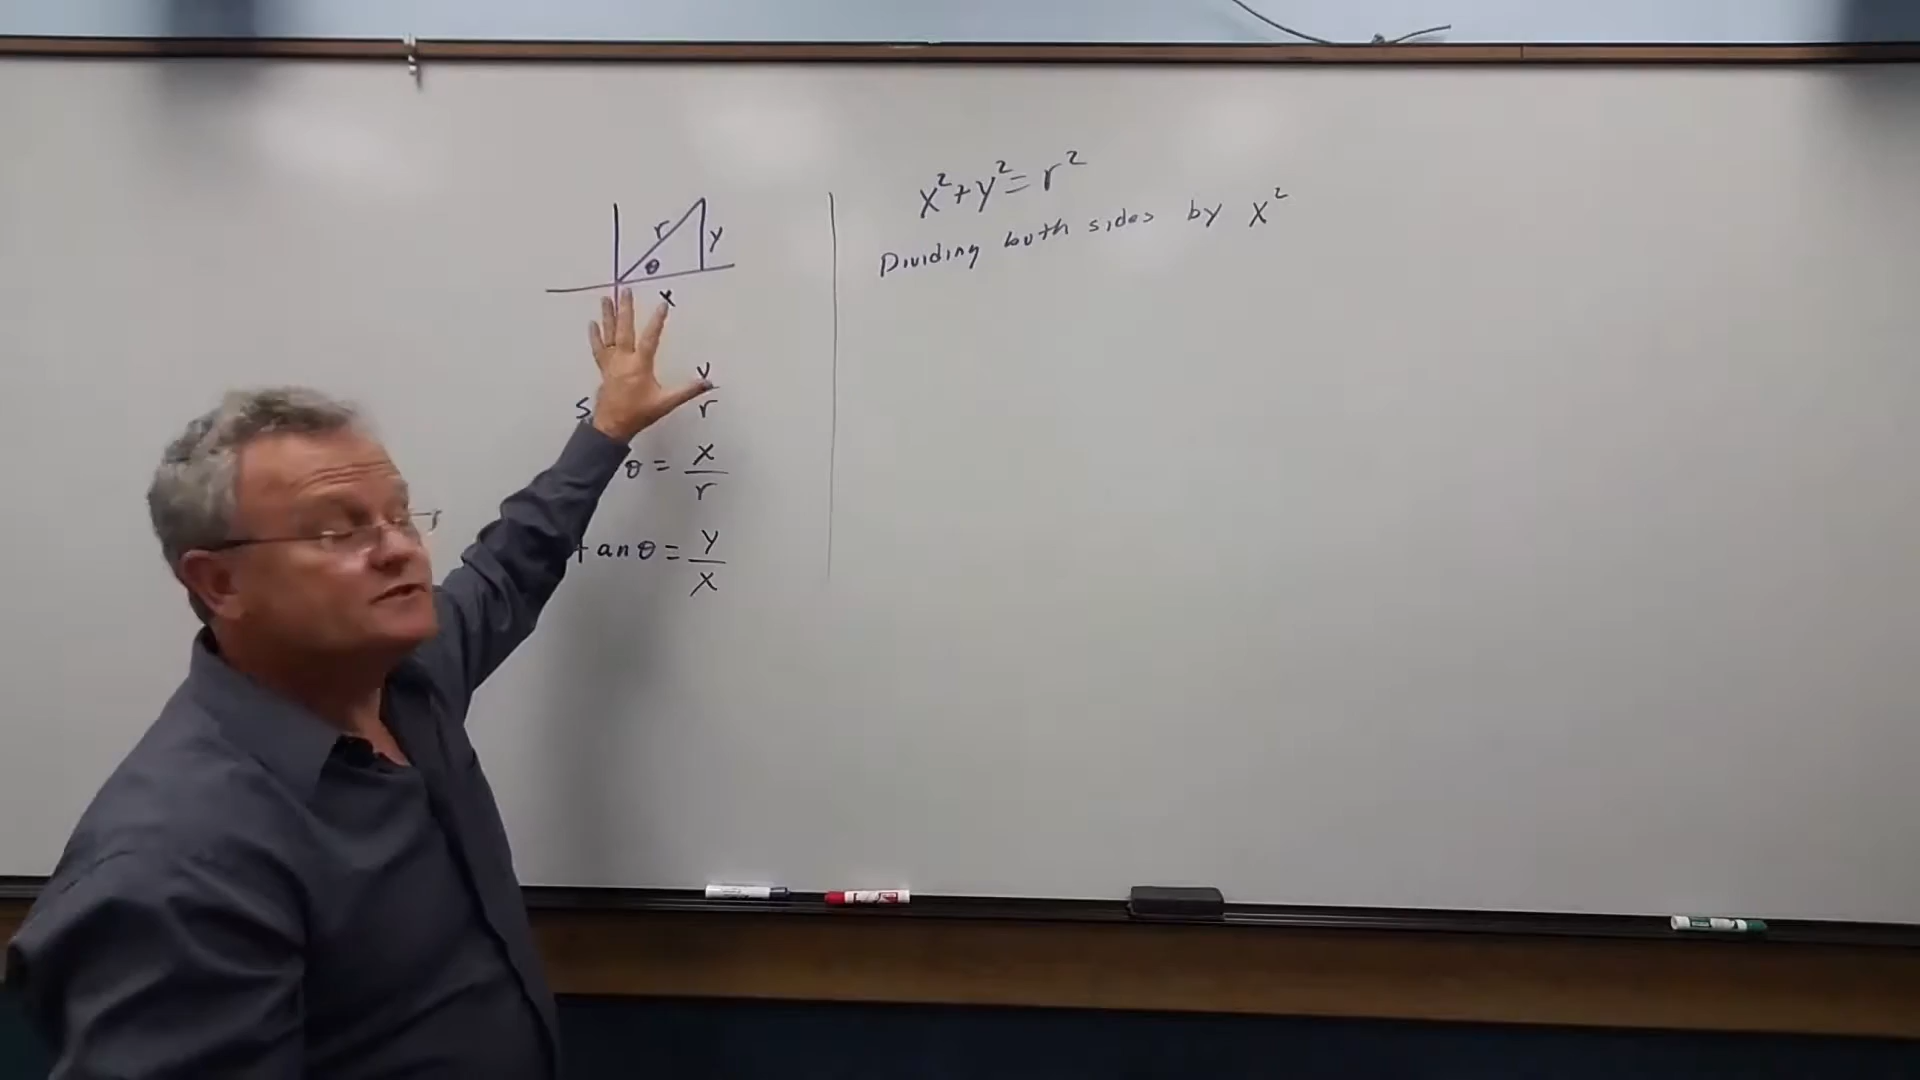 r
y
θ
x
y/r
θ = x/r
tan θ = y/x
x² + y² = r²
Dividing both sides by x²